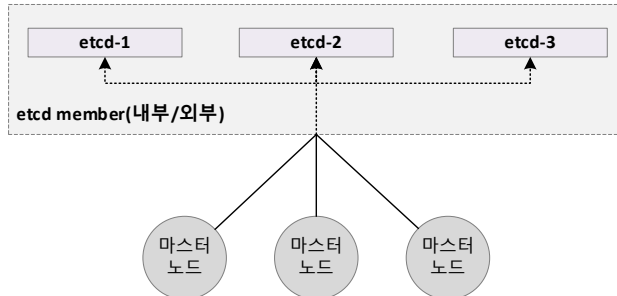 etcd-1
etcd-2
etcd-3
etcd member(내부/외부)
마스터
노드
마스터
노드
마스터
노드